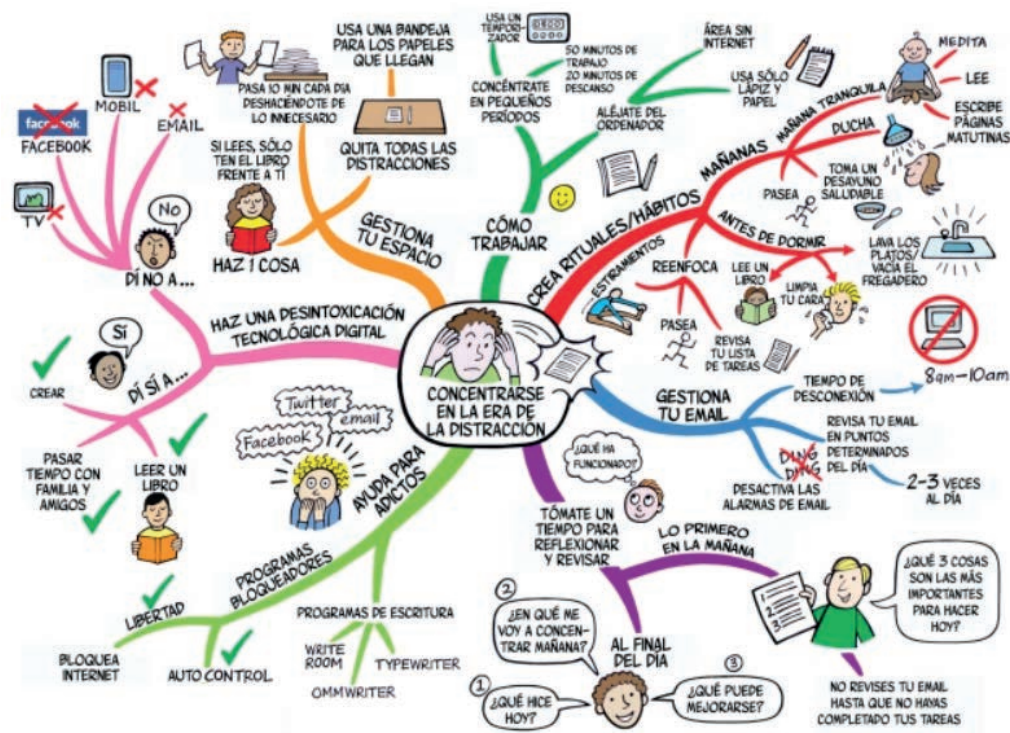 CONCENTRARSE
EN LA ERA DE
LA DISTRACCIÓN
GESTIONA
TU ESPACIO
PASA 10 MIN CADA DÍA
DESHACIÉNDOTE DE
LO INNECESARIO
USA UNA BANDEJA
PARA LOS PAPELES
QUE LLEGAN
QUITA TODAS LAS
DISTRACCIONES
SI LEES, SÓLO
TEN EL LIBRO
FRENTE A TÍ
HAZ 1 COSA
CÓMO
TRABAJAR
USA UN
TEMPORI-
ZADOR
50 MINUTOS DE
TRABAJO
20 MINUTOS DE
DESCANSO
CONCÉNTRATE
EN PEQUEÑOS
PERÍODOS
ÁREA SIN
INTERNET
USA SÓLO
LÁPIZ Y
PAPEL
ALÉJATE DEL
ORDENADOR
CREA RITUALES/HÁBITOS
MAÑANAS
MAÑANA TRANQUILA
MEDITA
LEE
ESCRIBE
PÁGINAS
MATUTINAS
DUCHA
TOMA UN
DESAYUNO
SALUDABLE
PASEA
ANTES DE DORMIR
LAVA LOS
PLATOS/
VACÍA EL
FREGADERO
LEE UN
LIBRO
LIMPIA
TU CARA
REENFOCA
ESTIRAMIENTOS
PASEA
REVISA
TU LISTA
DE TAREAS
GESTIONA
TU EMAIL
TIEMPO DE
DESCONEXIÓN
8am-10am
REVISA TU EMAIL
EN PUNTOS
DETERMINADOS
DEL DÍA
2-3 VECES
AL DÍA
DING
DING
DESACTIVA LAS
ALARMAS DE EMAIL
TÓMATE UN
TIEMPO PARA
REFLEXIONAR
Y REVISAR
¿QUÉ HA
FUNCIONADO?
LO PRIMERO
EN LA MAÑANA
1
2
3
¿QUÉ 3 COSAS
SON LAS MÁS
IMPORTANTES
PARA HACER
HOY?
NO REVISES TU EMAIL
HASTA QUE NO HAYAS
COMPLETADO TUS TAREAS
AL FINAL
DEL DÍA
1
¿QUÉ HICE
HOY?
2
¿EN QUÉ ME
VOY A CONCEN-
TRAR MAÑANA?
3
¿QUÉ PUEDE
MEJORARSE?
AYUDA PARA
ADICTOS
Twitter
email
Facebook
PROGRAMAS
BLOQUEADORES
LIBERTAD
BLOQUEA
INTERNET
AUTO CONTROL
PROGRAMAS DE ESCRITURA
WRITE
ROOM
OMMWRITER
TYPEWRITER
HAZ UNA DESINTOXICACIÓN
TECNOLÓGICA DIGITAL
DÍ NO A...
No
facebook
FACEBOOK
MOBIL
EMAIL
TV
DÍ SÍ A...
Sí
CREAR
PASAR
TIEMPO CON
FAMILIA Y
AMIGOS
LEER UN
LIBRO